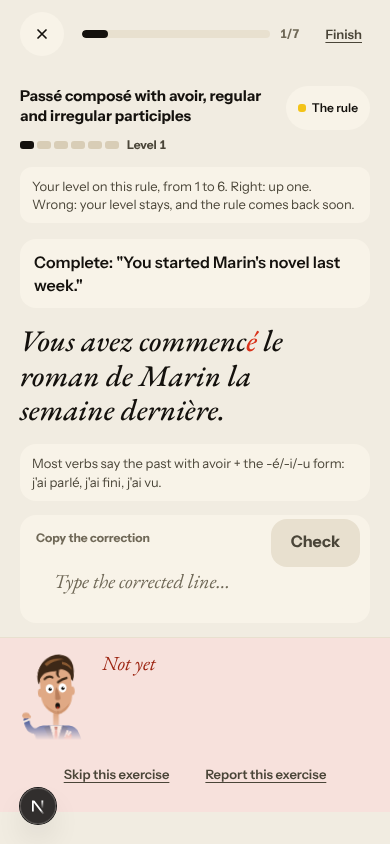 1/7
Finish
Passé composé with avoir, regular
and irregular participles
The rule
Level 1
Your level on this rule, from 1 to 6. Right: up one.
Wrong: your level stays, and the rule comes back soon.
Complete: "You started Marin's novel last
week."
Vous avez commencé le
roman de Marin la
semaine dernière.
Most verbs say the past with avoir + the -é/-i/-u form:
j'ai parlé, j'ai fini, j'ai vu.
Copy the correction
Check
Type the corrected line...
Not yet
Skip this exercise
Report this exercise
N